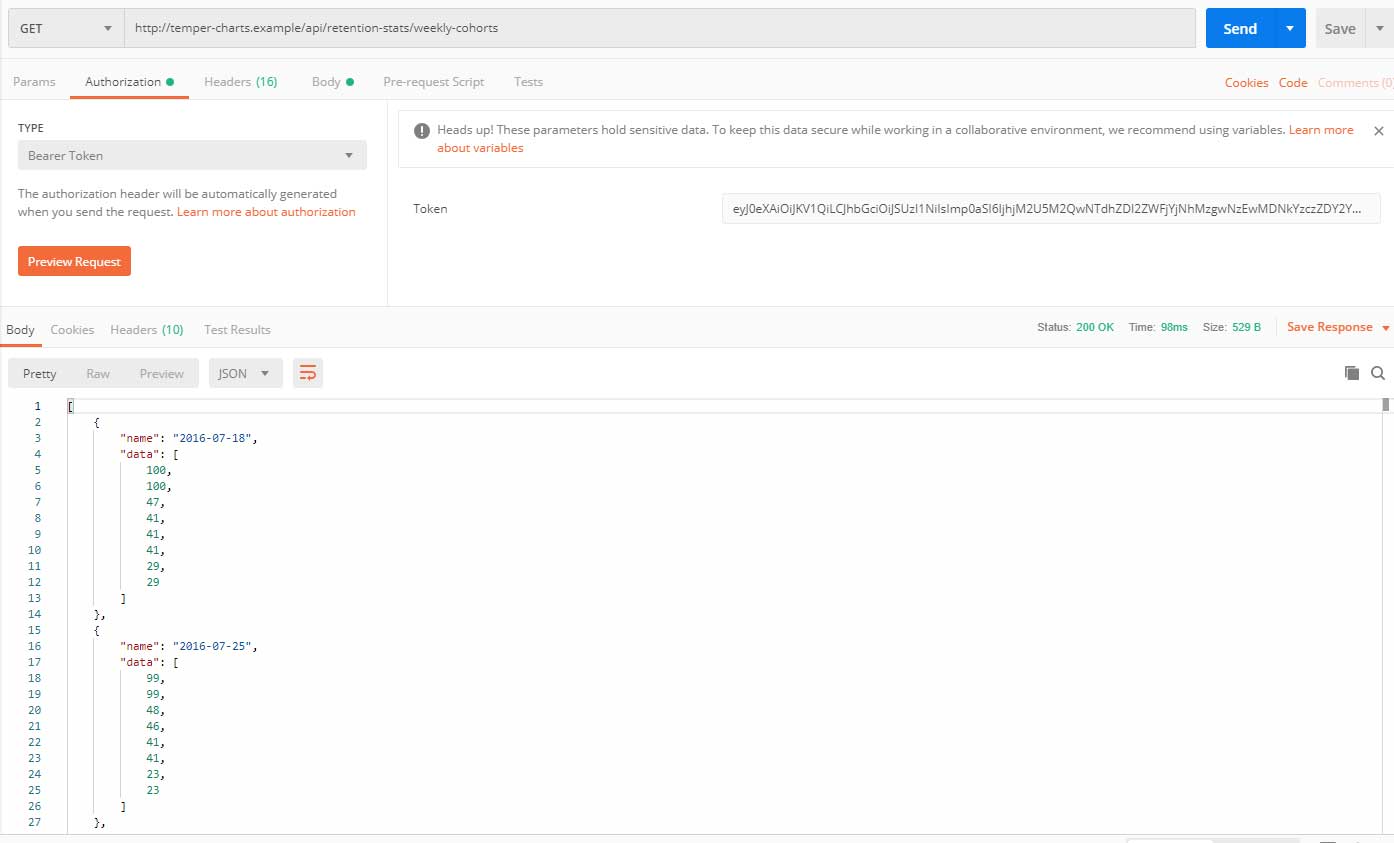 GET http://temper-charts.example/api/retention-stats/weekly-cohorts Send Save
Params Authorization Headers (16) Body Pre-request Script Tests Cookies Code Comments (0)
TYPE
Bearer Token
The authorization header will be automatically generated
when you send the request. Learn more about authorization
Preview Request
Heads up! These parameters hold sensitive data. To keep this data secure while working in a collaborative environment, we recommend using variables. Learn more
about variables
Token eyJ0eXAiOiJKV1QiLCJhbGciOiJSUzI1NiIsImp0aSI6IjhjM2U5M2QwNTdhZDI2ZWFjYjNhMzgwNzEwMDNkYzczZDY2Y...
Body Cookies Headers (10) Test Results Status: 200 OK Time: 98ms Size: 529 B Save Response
Pretty Raw Preview JSON
1 [
2 {
3 "name": "2016-07-18",
4 "data": [
5 100,
6 100,
7 47,
8 41,
9 41,
10 41,
11 29,
12 29
13 ]
14 },
15 {
16 "name": "2016-07-25",
17 "data": [
18 99,
19 99,
20 48,
21 46,
22 41,
23 41,
24 23,
25 23
26 ]
27 },